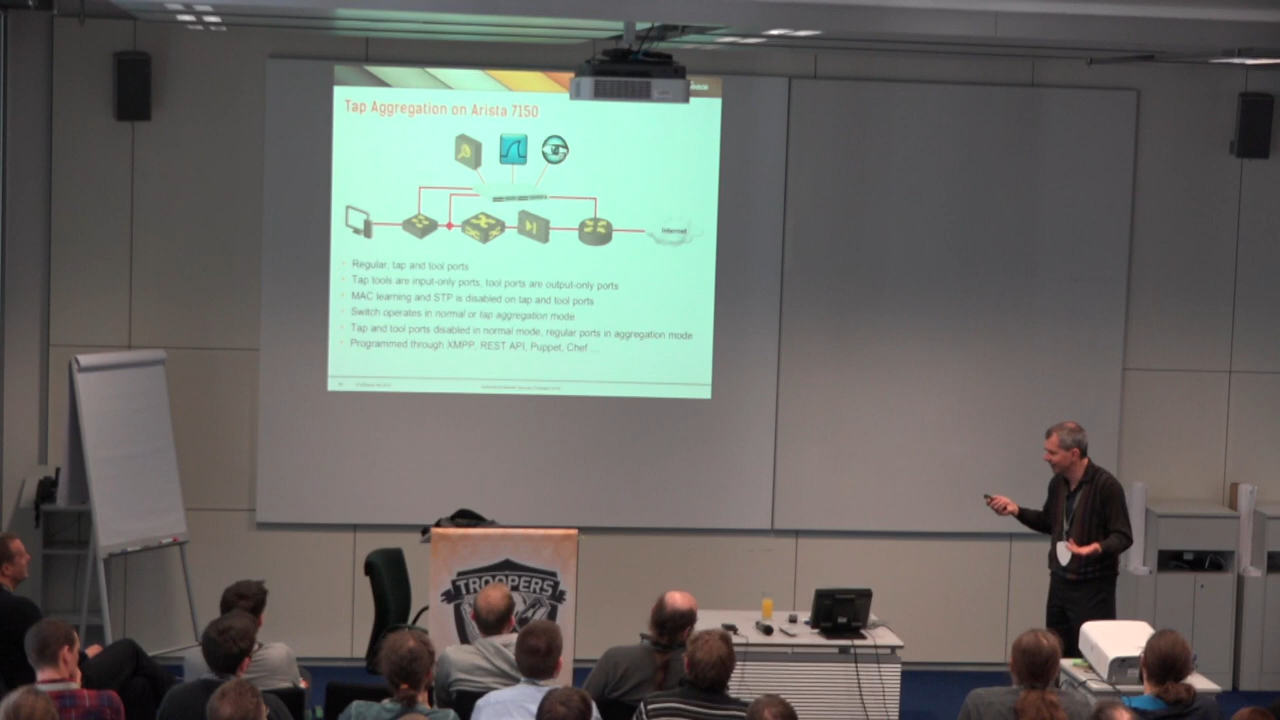 Tap Aggregation on Arista 7150
Internet
Regular, tap and tool ports
Tap tools are input-only ports, tool ports are output-only ports
MAC learning and STP is disabled on tap and tool ports
Switch operates in normal or tap aggregation mode
Tap and tool ports disabled in normal mode, regular ports in aggregation mode
Programmed through XMPP, REST API, Puppet, Chef ...
TROOPERS